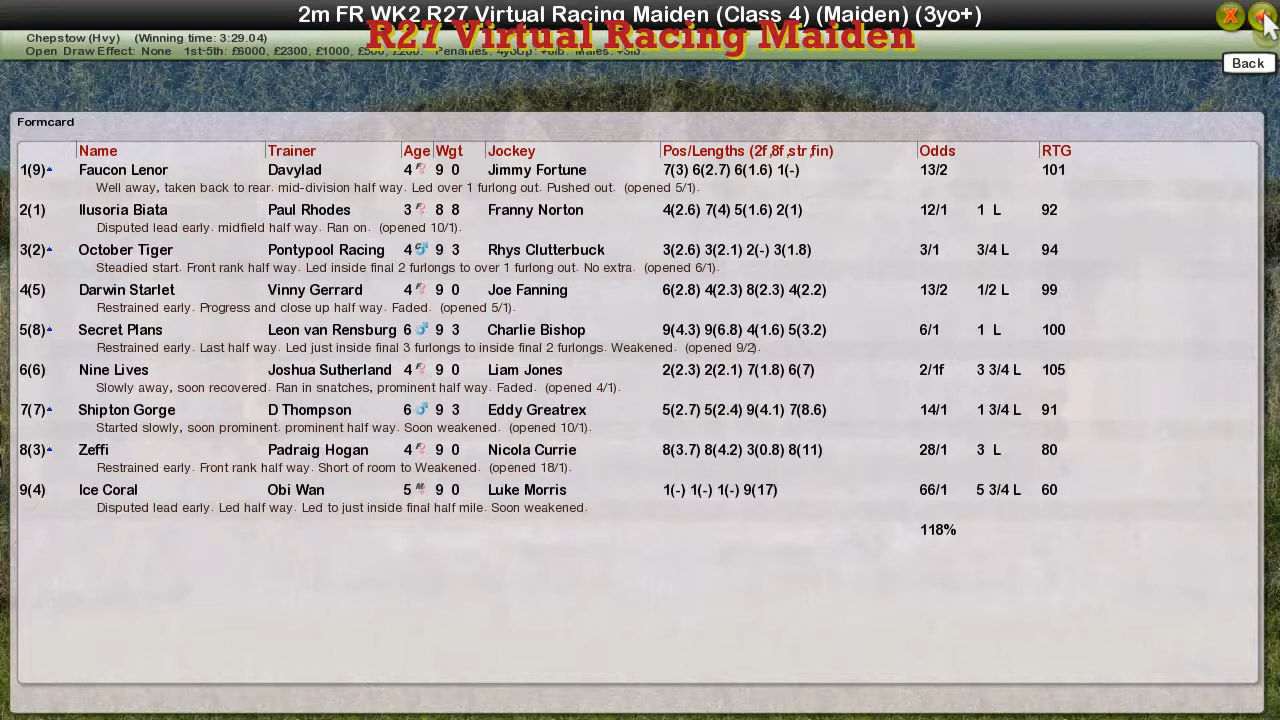 2m FR WK2 R27 Virtual Racing Maiden (Class 4) (Maiden) (3yo+)
R27 Virtual Racing Maiden
Chepstow (Hvy) (Winning time: 3:29.04)
Open Draw Effect: None 1st-5th: £6000, £2300, £1000, £500, £200. Penalties: 4yoUp: +6lb. Males: +3lb.
X
Back
Formcard
Name Trainer Age Wgt Jockey Pos/Lengths (2f,8f,str,fin) Odds RTG
1(9) Faucon Lenor Davylad 4 F 9 0 Jimmy Fortune 7(3) 6(2.7) 6(1.6) 1(-) 13/2 101
Well away, taken back to rear. mid-division half way. Led over 1 furlong out. Pushed out. (opened 5/1).
2(1) Ilusoria Biata Paul Rhodes 3 F 8 8 Franny Norton 4(2.6) 7(4) 5(1.6) 2(1) 12/1 1 L 92
Disputed lead early. midfield half way. Ran on. (opened 10/1).
3(2) October Tiger Pontypool Racing 4 9 3 Rhys Clutterbuck 3(2.6) 3(2.1) 2(-) 3(1.8) 3/1 3/4 L 94
Steadied start. Front rank half way. Led inside final 2 furlongs to over 1 furlong out. No extra. (opened 6/1).
4(5) Darwin Starlet Vinny Gerrard 4 F 9 0 Joe Fanning 6(2.8) 4(2.3) 8(2.3) 4(2.2) 13/2 1/2 L 99
Restrained early. Progress and close up half way. Faded. (opened 5/1).
5(8) Secret Plans Leon van Rensburg 6 9 3 Charlie Bishop 9(4.3) 9(6.8) 4(1.6) 5(3.2) 6/1 1 L 100
Restrained early. Last half way. Led just inside final 3 furlongs to inside final 2 furlongs. Weakened. (opened 9/2).
6(6) Nine Lives Joshua Sutherland 4 F 9 0 Liam Jones 2(2.3) 2(2.1) 7(1.8) 6(7) 2/1f 3 3/4 L 105
Slowly away, soon recovered. Ran in snatches, prominent half way. Faded. (opened 4/1).
7(7) Shipton Gorge D Thompson 6 9 3 Eddy Greatrex 5(2.7) 5(2.4) 9(4.1) 7(8.6) 14/1 1 3/4 L 91
Started slowly, soon prominent. prominent half way. Soon weakened. (opened 10/1).
8(3) Zeffi Padraig Hogan 4 F 9 0 Nicola Currie 8(3.7) 8(4.2) 3(0.8) 8(11) 28/1 3 L 80
Restrained early. Front rank half way. Short of room to Weakened. (opened 18/1).
9(4) Ice Coral Obi Wan 5 M 9 0 Luke Morris 1(-) 1(-) 1(-) 9(17) 66/1 5 3/4 L 60
Disputed lead early. Led half way. Led to just inside final half mile. Soon weakened.
118%